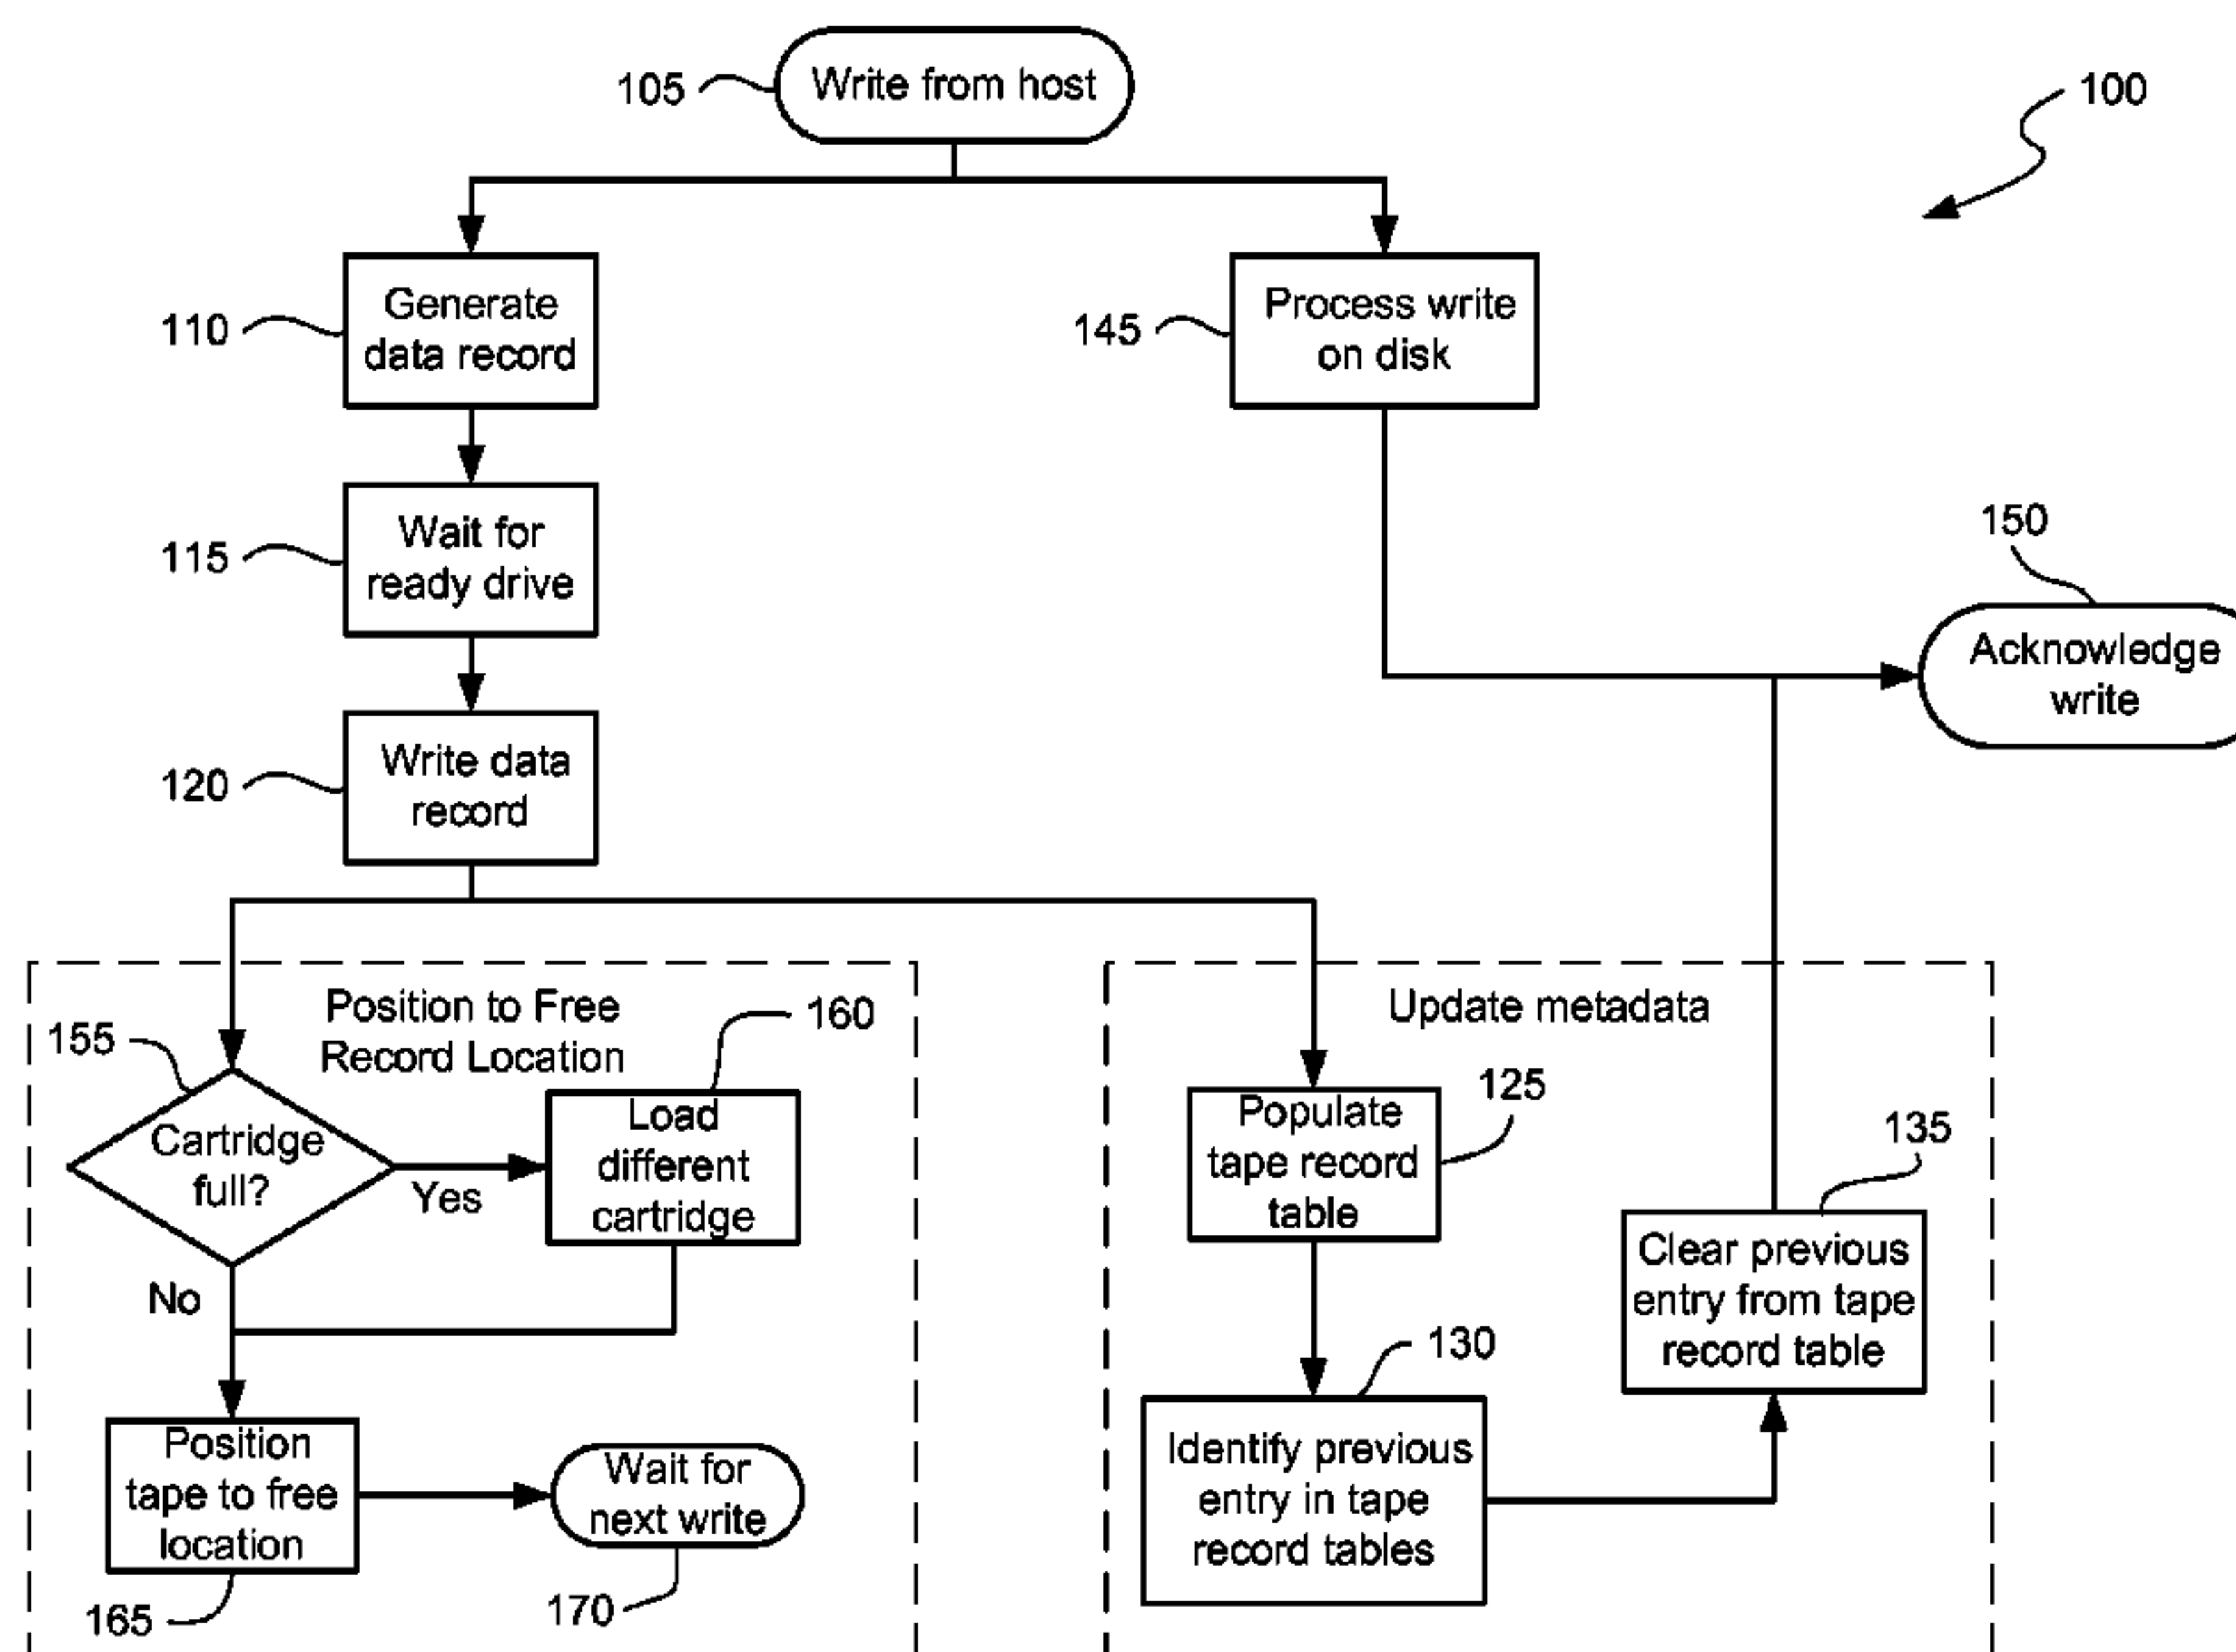 105
Write from host
100
110
Generate
data record
145
Process write
on disk
115
Wait for
ready drive
150
Acknowledge
write
120
Write data
record
Position to Free
Record Location
155
Cartridge
full?
Yes
No
160
Load
different
cartridge
Position
tape to free
location
165
Wait for
next write
170
Update metadata
125
Populate
tape record
table
130
Identify previous
entry in tape
record tables
135
Clear previous
entry from tape
record table